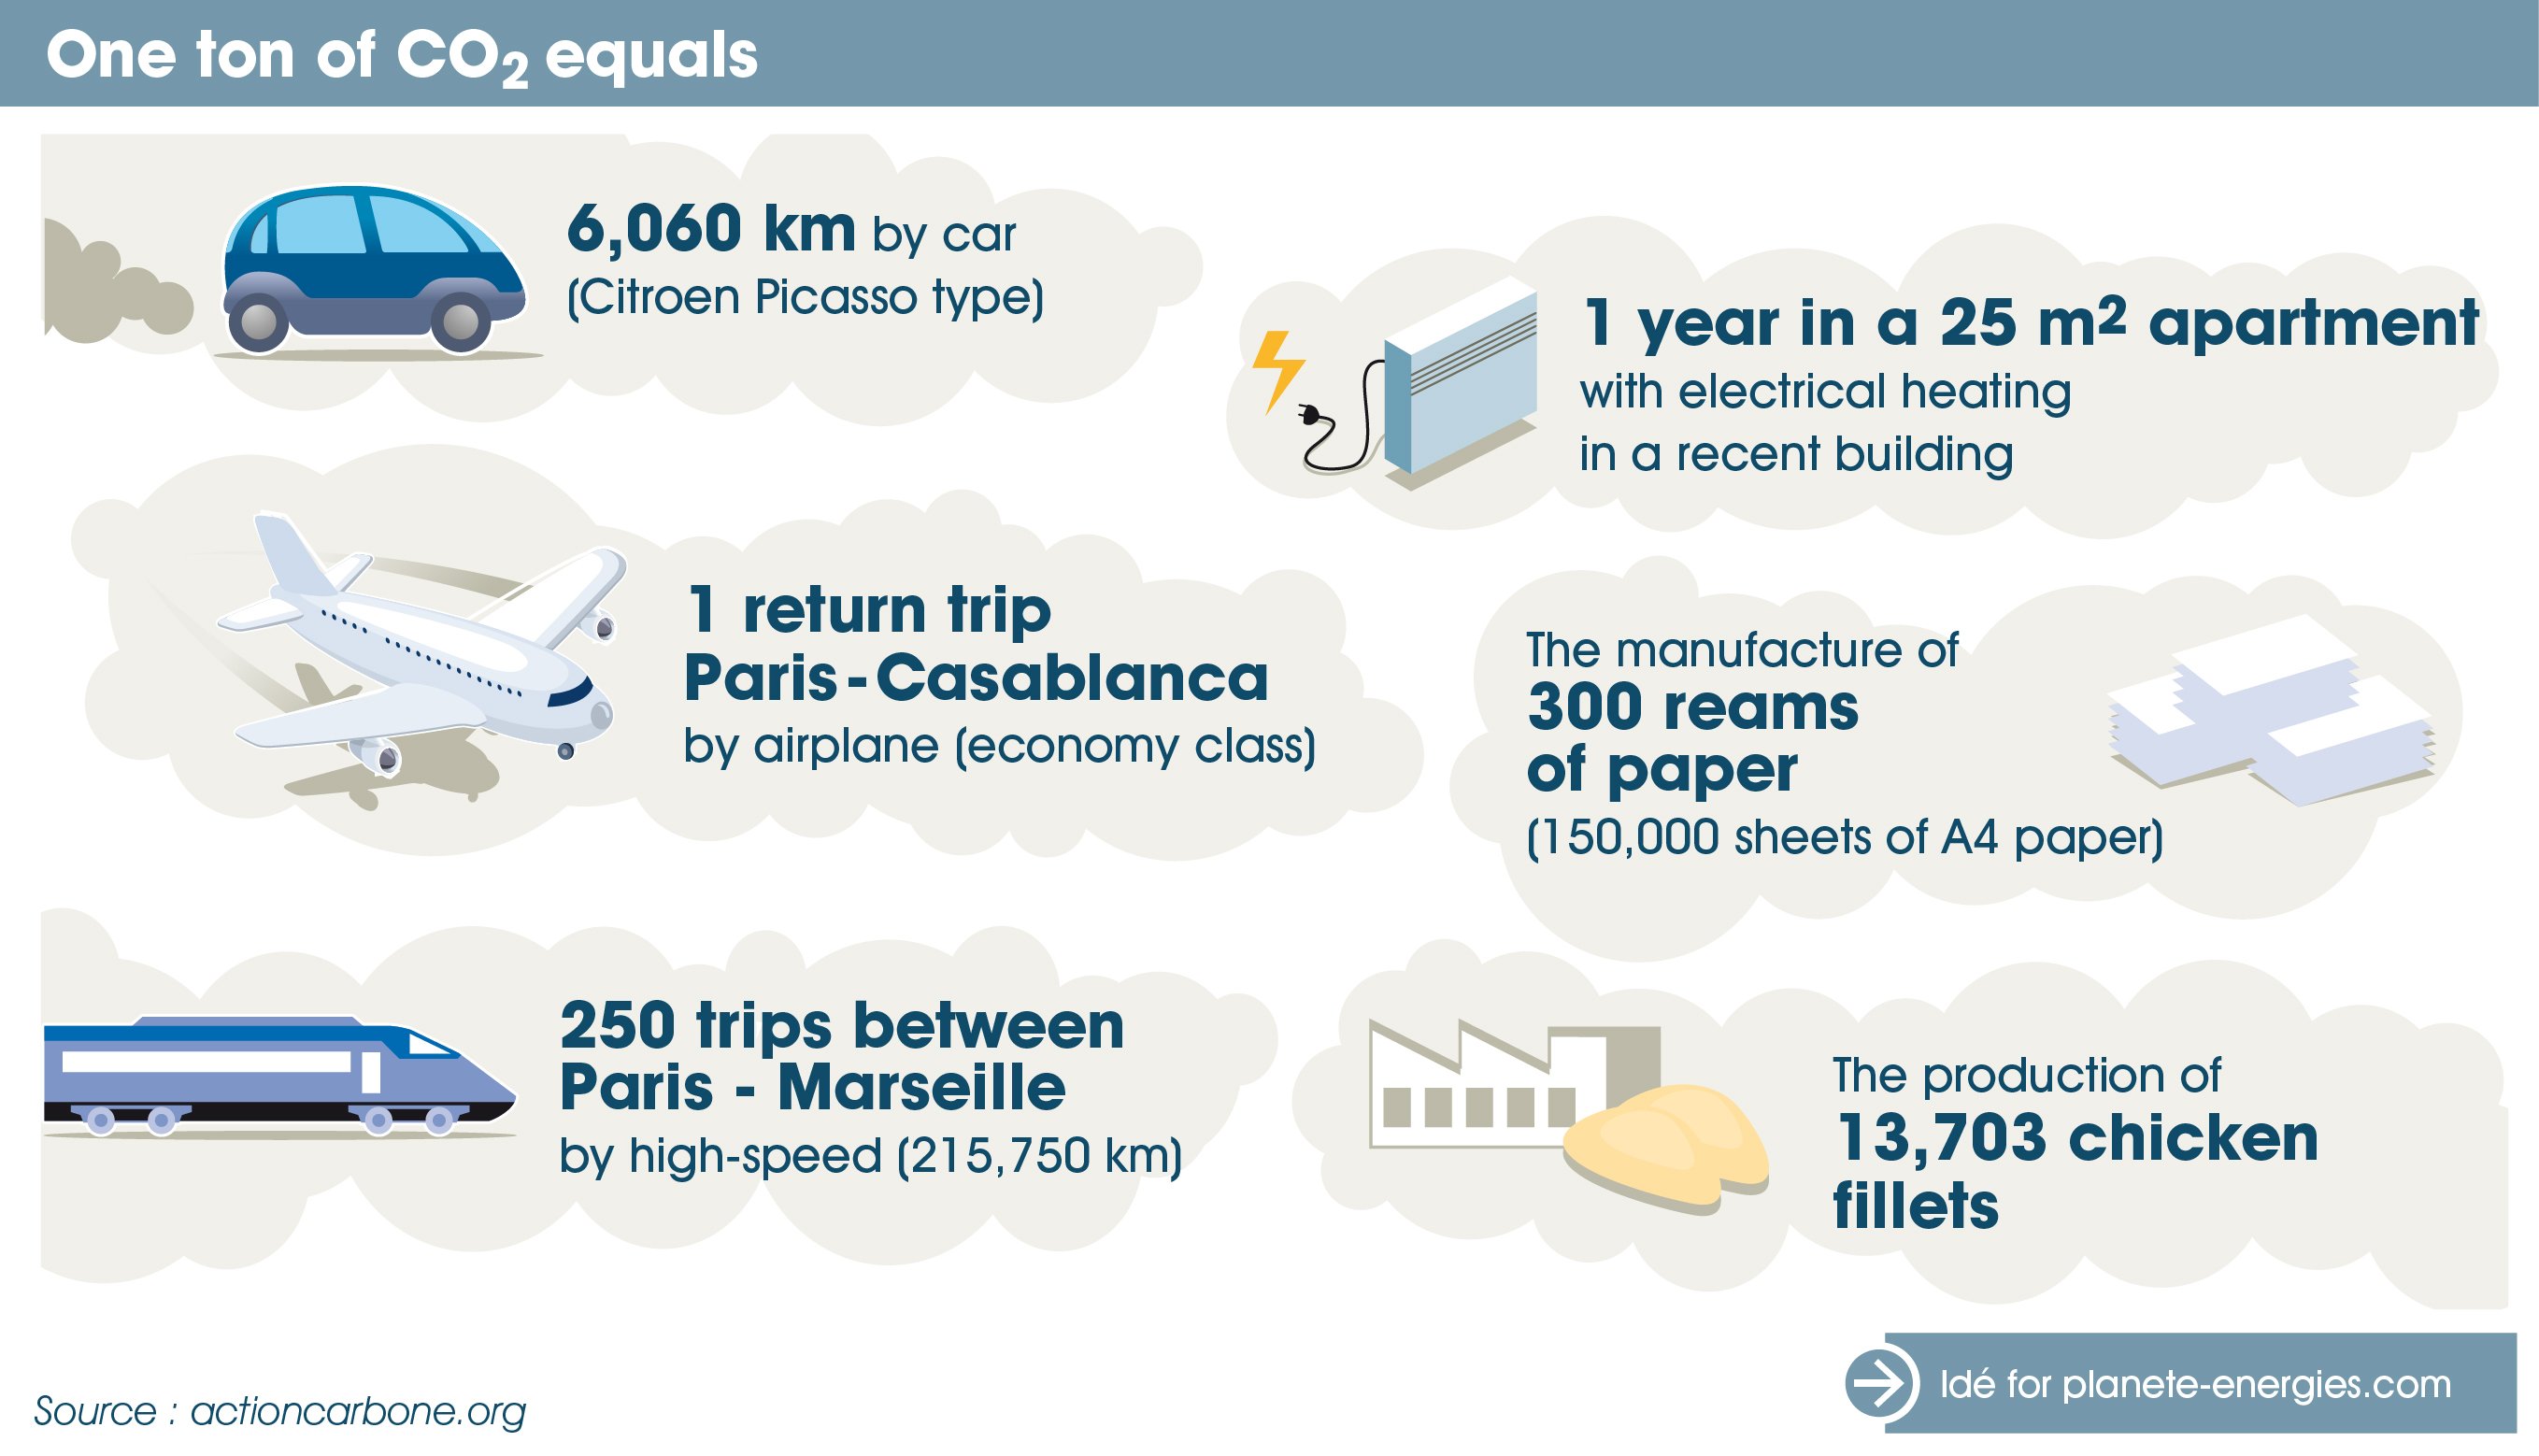 One ton of CO₂ equals
6,060 km by car
(Citroen Picasso type)
1 year in a 25 m² apartment
with electrical heating
in a recent building
1 return trip
Paris - Casablanca
by airplane (economy class)
The manufacture of
300 reams
of paper
(150,000 sheets of A4 paper)
250 trips between
Paris - Marseille
by high-speed (215,750 km)
The production of
13,703 chicken
fillets
Source : actioncarbone.org
Idé for planete-energies.com